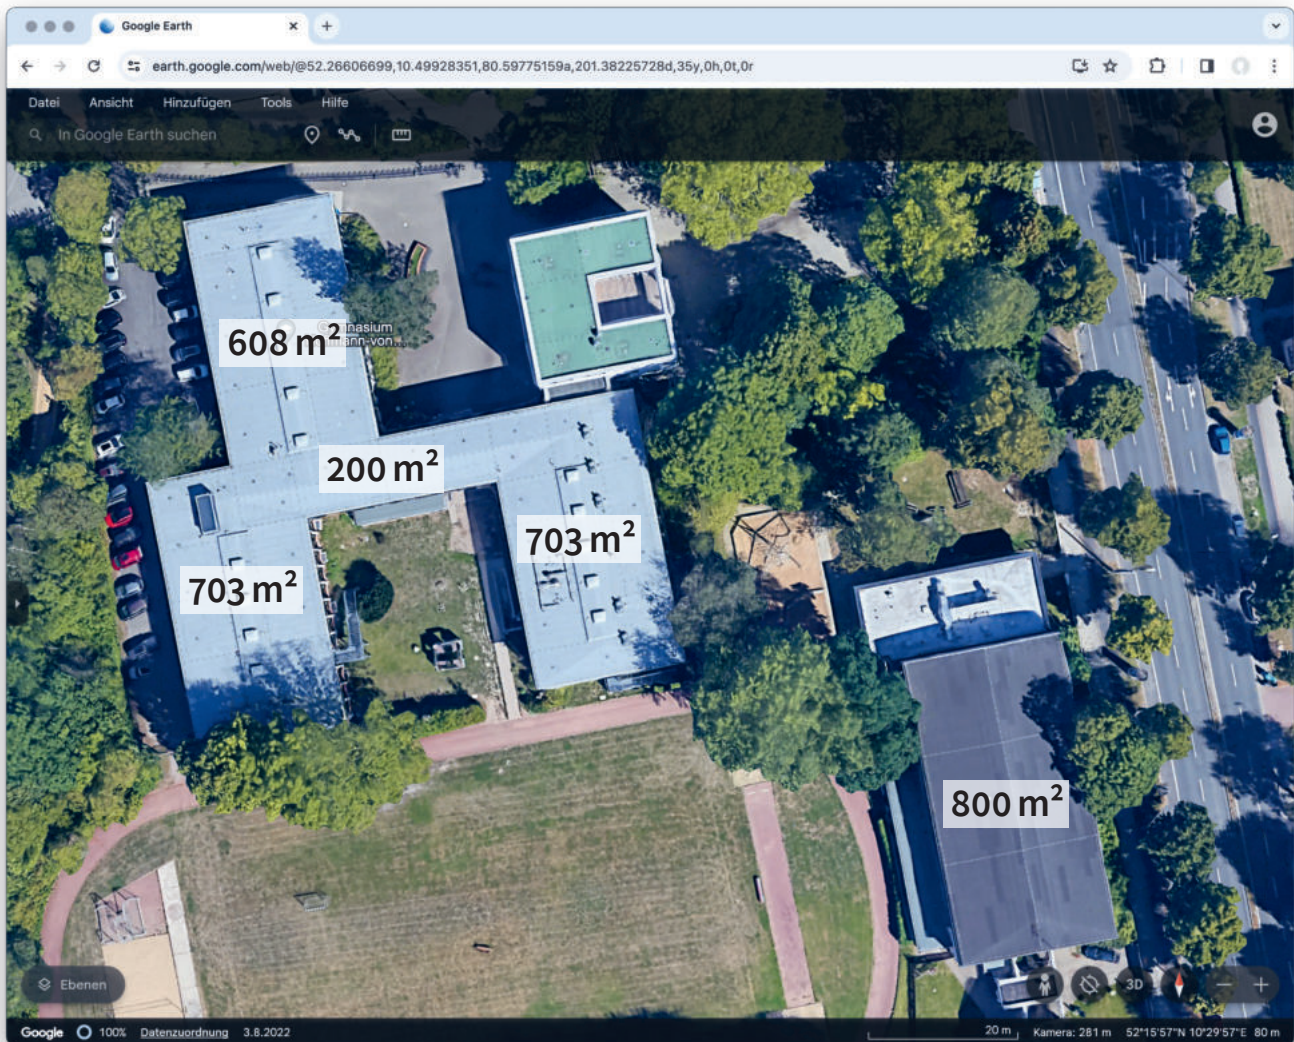 Google Earth
earth.google.com/web/@52.26606699,10.49928351,80.59775159a,201.38225728d,35y,0h,0t,0r
Datei Ansicht Hinzufügen Tools Hilfe
In Google Earth suchen
608 m²
200 m²
703 m²
703 m²
800 m²
Ebenen
3D
Google 100% Datenzuordnung 3.8.2022
20 m Kamera: 281 m 52°15'57"N 10°29'57"E 80 m